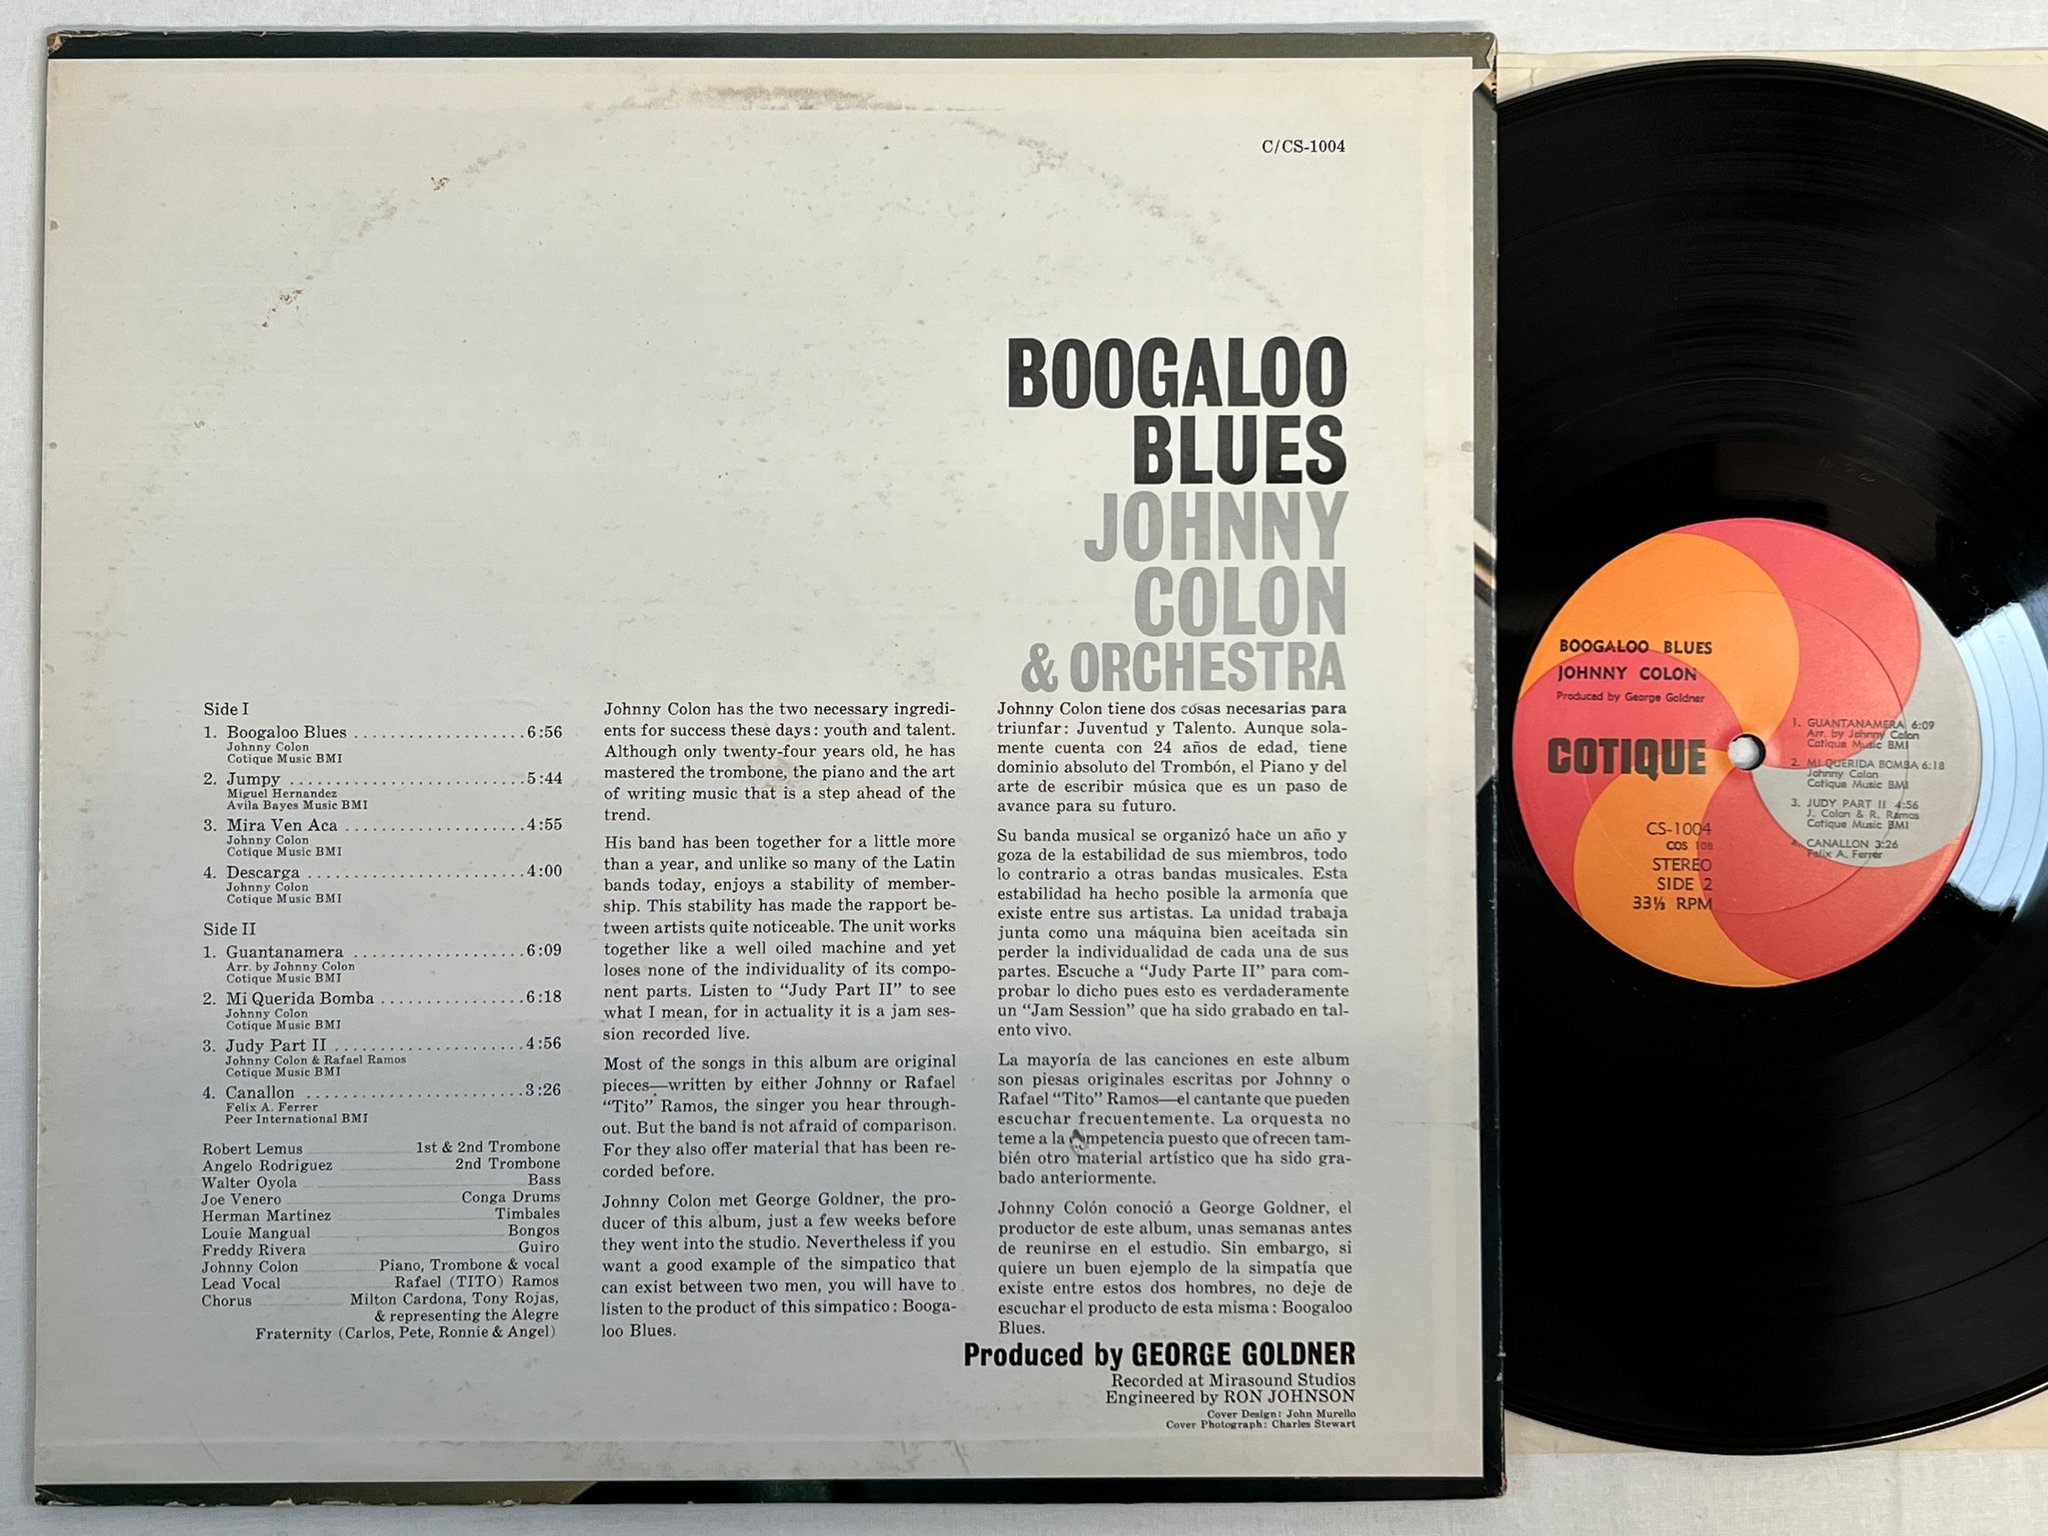 C/CS-1004
BOOGALOO
BLUES
JOHNNY
COLON
& ORCHESTRA
Side I
1. Boogaloo Blues ....................6:56
Johnny Colon
Cotique Music BMI
2. Jumpy ............................5:44
Miguel Hernandez
Avila Bayes Music BMI
3. Mira Ven Aca .....................4:55
Johnny Colon
Cotique Music BMI
4. Descarga .........................4:00
Johnny Colon
Cotique Music BMI
Side II
1. Guantanamera .....................6:09
Arr. by Johnny Colon
Cotique Music BMI
2. Mi Querida Bomba .................6:18
Johnny Colon
Cotique Music BMI
3. Judy Part II ......................4:56
Johnny Colon & Rafael Ramos
Cotique Music BMI
4. Canallon .........................3:26
Felix A. Ferrer
Peer International BMI
Robert Lemus 1st & 2nd Trombone
Angelo Rodriguez 2nd Trombone
Walter Oyola Bass
Joe Venero Conga Drums
Herman Martinez Timbales
Louie Mangual Bongos
Freddy Rivera Guiro
Johnny Colon Piano, Trombone & vocal
Lead Vocal Rafael (TITO) Ramos
Chorus Milton Cardona, Tony Rojas,
& representing the Alegre
Fraternity (Carlos, Pete, Ronnie & Angel)
Johnny Colon has the two necessary ingredi-
ents for success these days: youth and talent.
Although only twenty-four years old, he has
mastered the trombone, the piano and the art
of writing music that is a step ahead of the
trend.
His band has been together for a little more
than a year, and unlike so many of the Latin
bands today, enjoys a stability of member-
ship. This stability has made the rapport be-
tween artists quite noticeable. The unit works
together like a well oiled machine and yet
loses none of the individuality of its compo-
nent parts. Listen to “Judy Part II” to see
what I mean, for in actuality it is a jam ses-
sion recorded live.
Most of the songs in this album are original
pieces—written by either Johnny or Rafael
“Tito” Ramos, the singer you hear through-
out. But the band is not afraid of comparison.
For they also offer material that has been re-
corded before.
Johnny Colon met George Goldner, the pro-
ducer of this album, just a few weeks before
they went into the studio. Nevertheless if you
want a good example of the simpatico that
can exist between two men, you will have to
listen to the product of this simpatico: Booga-
loo Blues.
Johnny Colon tiene dos cosas necesarias para
triunfar: Juventud y Talento. Aunque sola-
mente cuenta con 24 años de edad, tiene
dominio absoluto del Trombón, el Piano y del
arte de escribir música que es un paso de
avance para su futuro.
Su banda musical se organizó hace un año y
goza de la estabilidad de sus miembros, todo
lo contrario a otras bandas musicales. Esta
estabilidad ha hecho posible la armonía que
existe entre sus artistas. La unidad trabaja
junta como una máquina bien aceitada sin
perder la individualidad de cada una de sus
partes. Escuche a “Judy Parte II” para com-
probar lo dicho pues esto es verdaderamente
un “Jam Session” que ha sido grabado en tal-
ento vivo.
La mayoría de las canciones en este album
son piesas originales escritas por Johnny o
Rafael “Tito” Ramos—el cantante que pueden
escuchar frecuentemente. La orquesta no
teme a la puesto que ofrecen tam-
bién otro material artístico que ha sido gra-
bado anteriormente.
Johnny Colón conoció a George Goldner, el
productor de este album, unas semanas antes
de reunirse en el estudio. Sin embargo, si
quiere un buen ejemplo de la simpatía que
existe entre estos dos hombres, no deje de
escuchar el producto de esta misma: Boogaloo
Blues.
Produced by GEORGE GOLDNER
Recorded at Mirasound Studios
Engineered by RON JOHNSON
Cover Design: John Murello
Cover Photograph: Charles Stewart
BOOGALOO BLUES
JOHNNY COLON
Produced by George Goldner
COTIQUE
CS-1004
COS 108
STEREO
SIDE 2
33⅓ RPM
1. GUANTANAMERA 6:09
Arr. by Johnny Colon
Cotique Music BMI
2. MI QUERIDA BOMBA 6:18
Johnny Colon
Cotique Music BMI
3. JUDY PART II 4:56
J. Colon & R. Ramos
Cotique Music BMI
4. CANALLON 3:26
Felix A. Ferrer